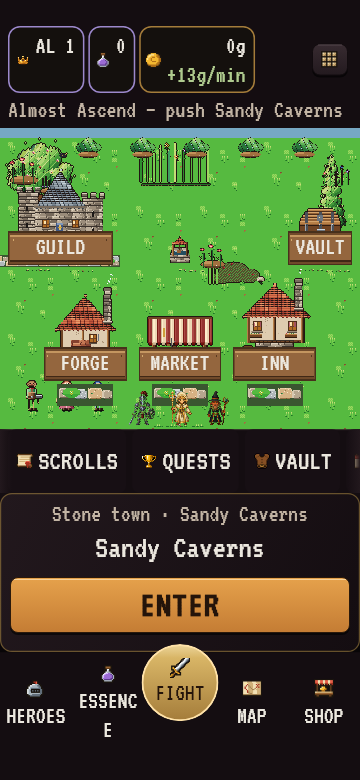 AL 1
0
0g
+13g/min
Almost Ascend – push Sandy Caverns
GUILD
VAULT
FORGE
MARKET
INN
SCROLLS
QUESTS
VAULT
Stone town · Sandy Caverns
Sandy Caverns
ENTER
HEROES
ESSENC
E
FIGHT
MAP
SHOP